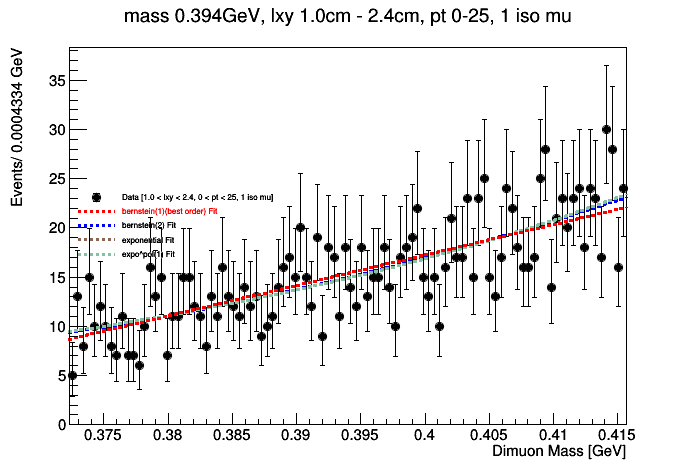 mass 0.394GeV, lxy 1.0cm - 2.4cm, pt 0-25, 1 iso mu
Events/ 0.0004334 GeV
35
30
25
20
15
10
5
0
Data [1.0 < lxy < 2.4, 0 < pt < 25, 1 iso mu]
bernstein(1)(best order) Fit
bernstein(2) Fit
exponential Fit
expo*pol(1) Fit
0.375 0.38 0.385 0.39 0.395 0.4 0.405 0.41 0.415
Dimuon Mass [GeV]